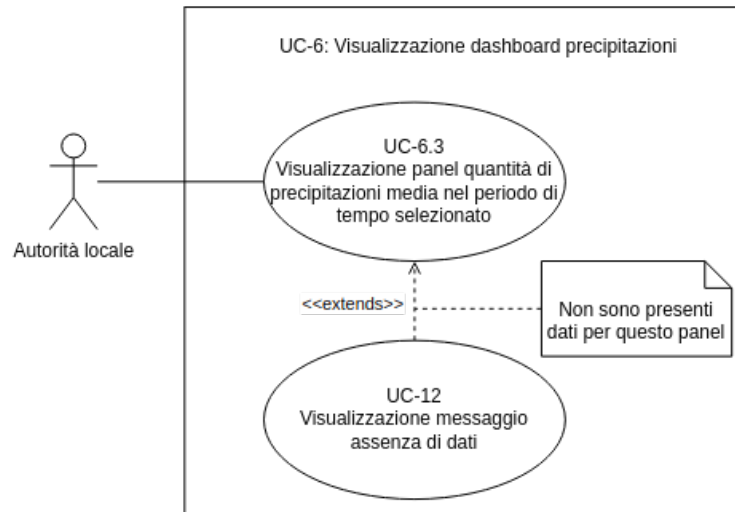 UC-6: Visualizzazione dashboard precipitazioni
UC-6.3
Visualizzazione panel quantità di
precipitazioni media nel periodo di
tempo selezionato
Autorità locale
<<extends>>
Non sono presenti
dati per questo panel
UC-12
Visualizzazione messaggio
assenza di dati